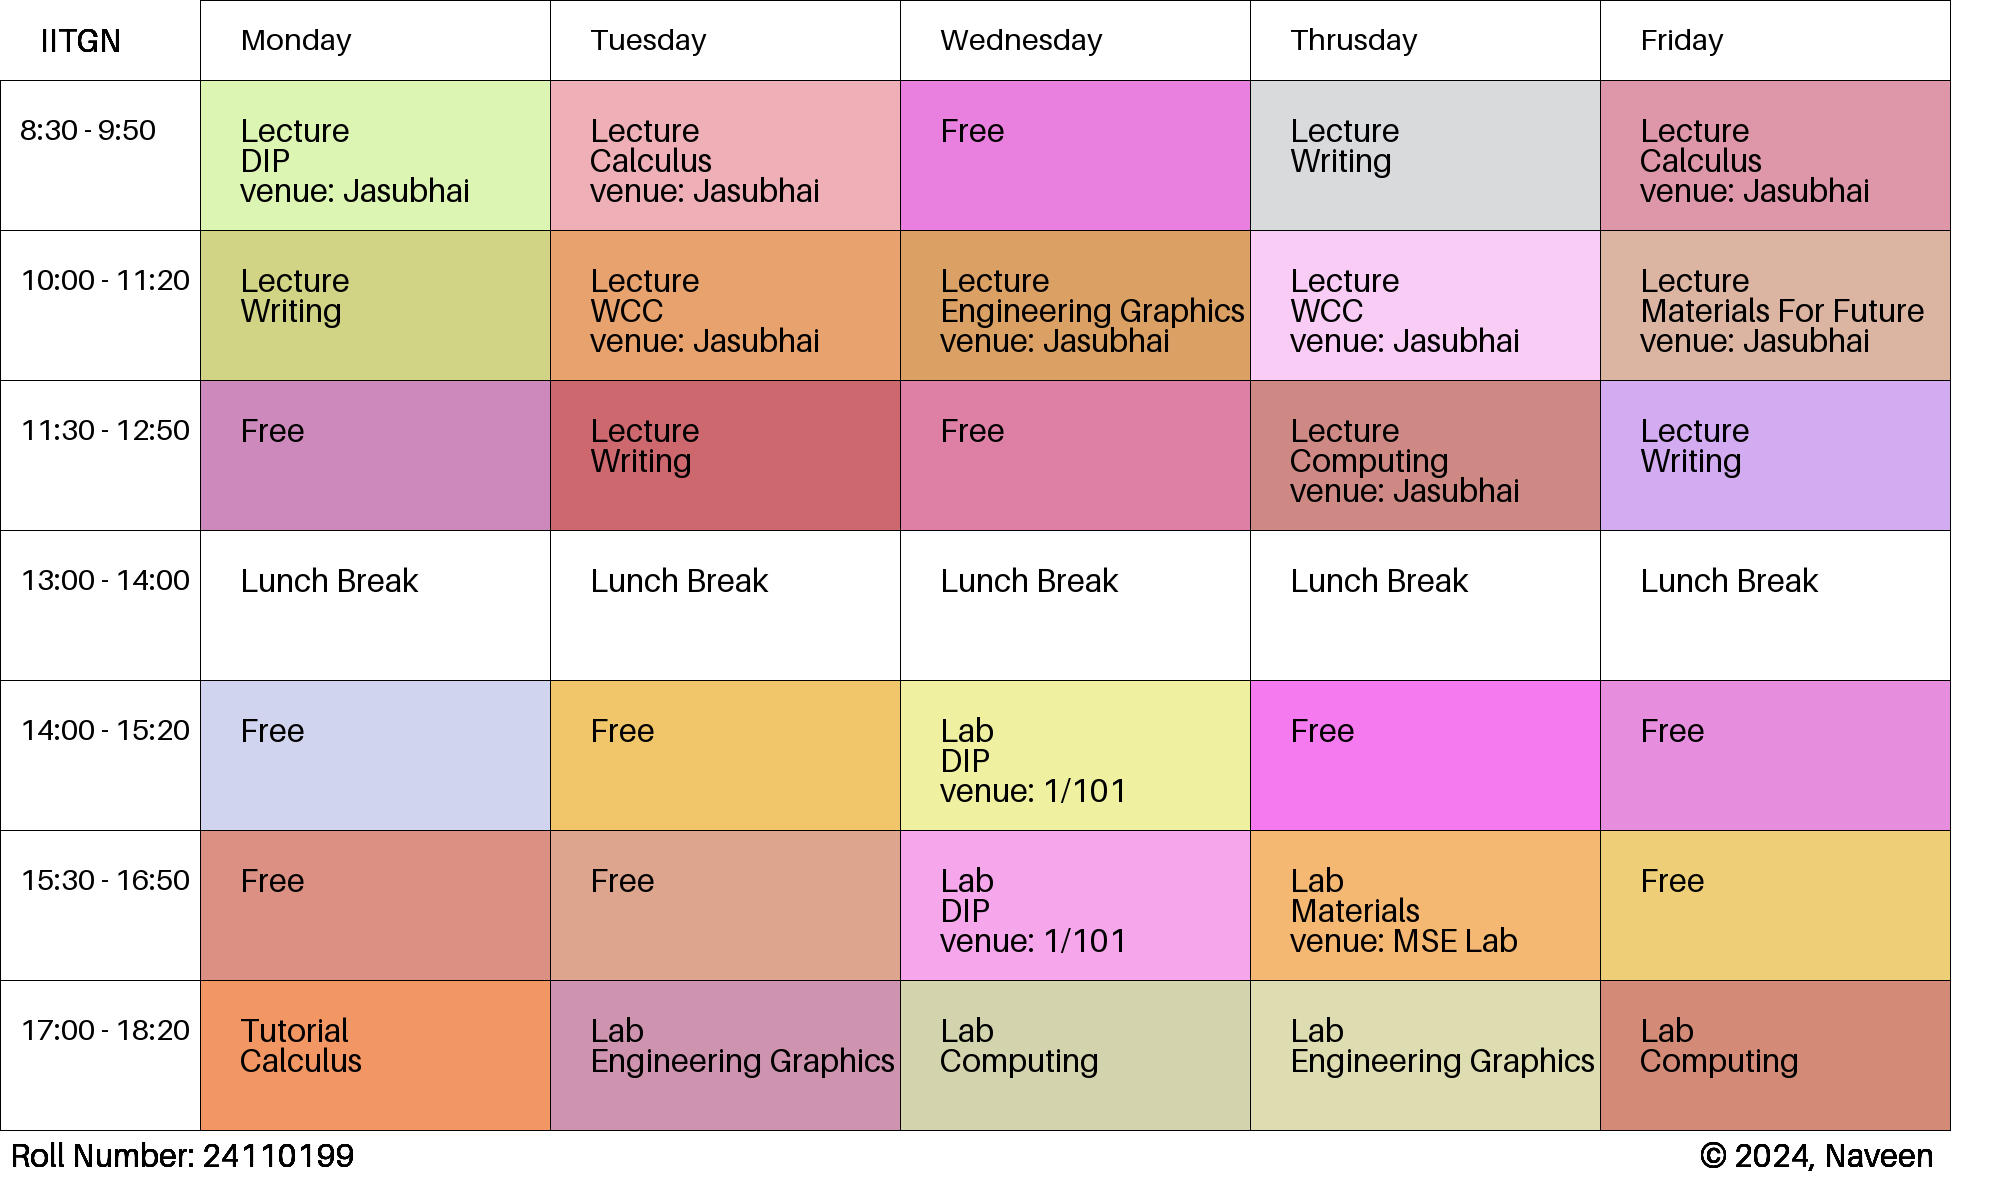 IITGN Monday Tuesday Wednesday Thrusday Friday
8:30 - 9:50
Lecture
DIP
venue: Jasubhai
Lecture
Calculus
venue: Jasubhai
Free
Lecture
Writing
Lecture
Calculus
venue: Jasubhai
10:00 - 11:20
Lecture
Writing
Lecture
WCC
venue: Jasubhai
Lecture
Engineering Graphics
venue: Jasubhai
Lecture
WCC
venue: Jasubhai
Lecture
Materials For Future
venue: Jasubhai
11:30 - 12:50
Free
Lecture
Writing
Free
Lecture
Computing
venue: Jasubhai
Lecture
Writing
13:00 - 14:00
Lunch Break
Lunch Break
Lunch Break
Lunch Break
Lunch Break
14:00 - 15:20
Free
Free
Lab
DIP
venue: 1/101
Free
Free
15:30 - 16:50
Free
Free
Lab
DIP
venue: 1/101
Lab
Materials
venue: MSE Lab
Free
17:00 - 18:20
Tutorial
Calculus
Lab
Engineering Graphics
Lab
Computing
Lab
Engineering Graphics
Lab
Computing
Roll Number: 24110199
© 2024, Naveen